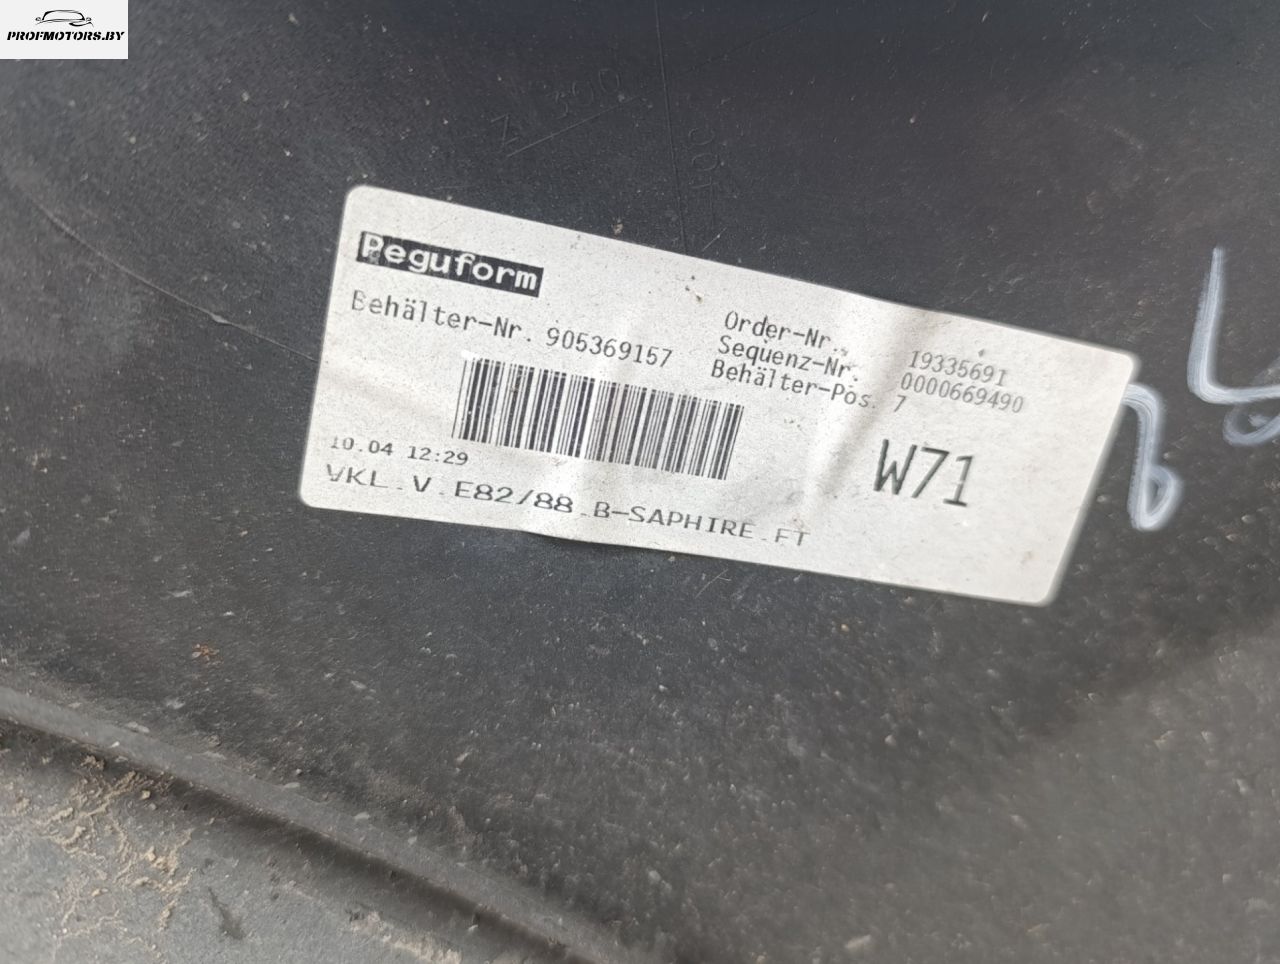 PROFMOTORS.BY
N 300
Peguform
Behälter-Nr. 905369157
Order-Nr. 19335691
Sequenz-Nr. 0000669490
Behälter-Pos. 7
10.04 12:29
W71
VKL.V.E82/88.B-SAPHIRE.FT